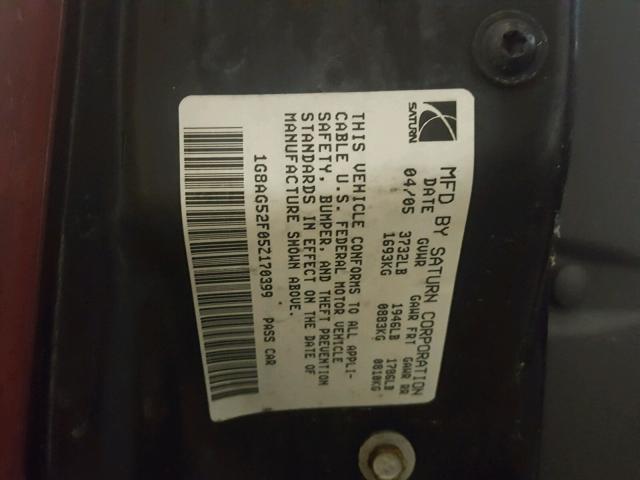 SATURN
MFD BY SATURN CORPORATION
DATE GVWR GAWR FRT GAWR RR
04/05 3732LB 1946LB 1786LB
1693KG 0883KG 0810KG
THIS VEHICLE CONFORMS TO ALL APPLI-
CABLE U.S. FEDERAL MOTOR VEHICLE
SAFETY, BUMPER, AND THEFT PREVENTION
STANDARDS IN EFFECT ON THE DATE OF
MANUFACTURE SHOWN ABOVE.
1G8AG52F05Z170399 PASS CAR